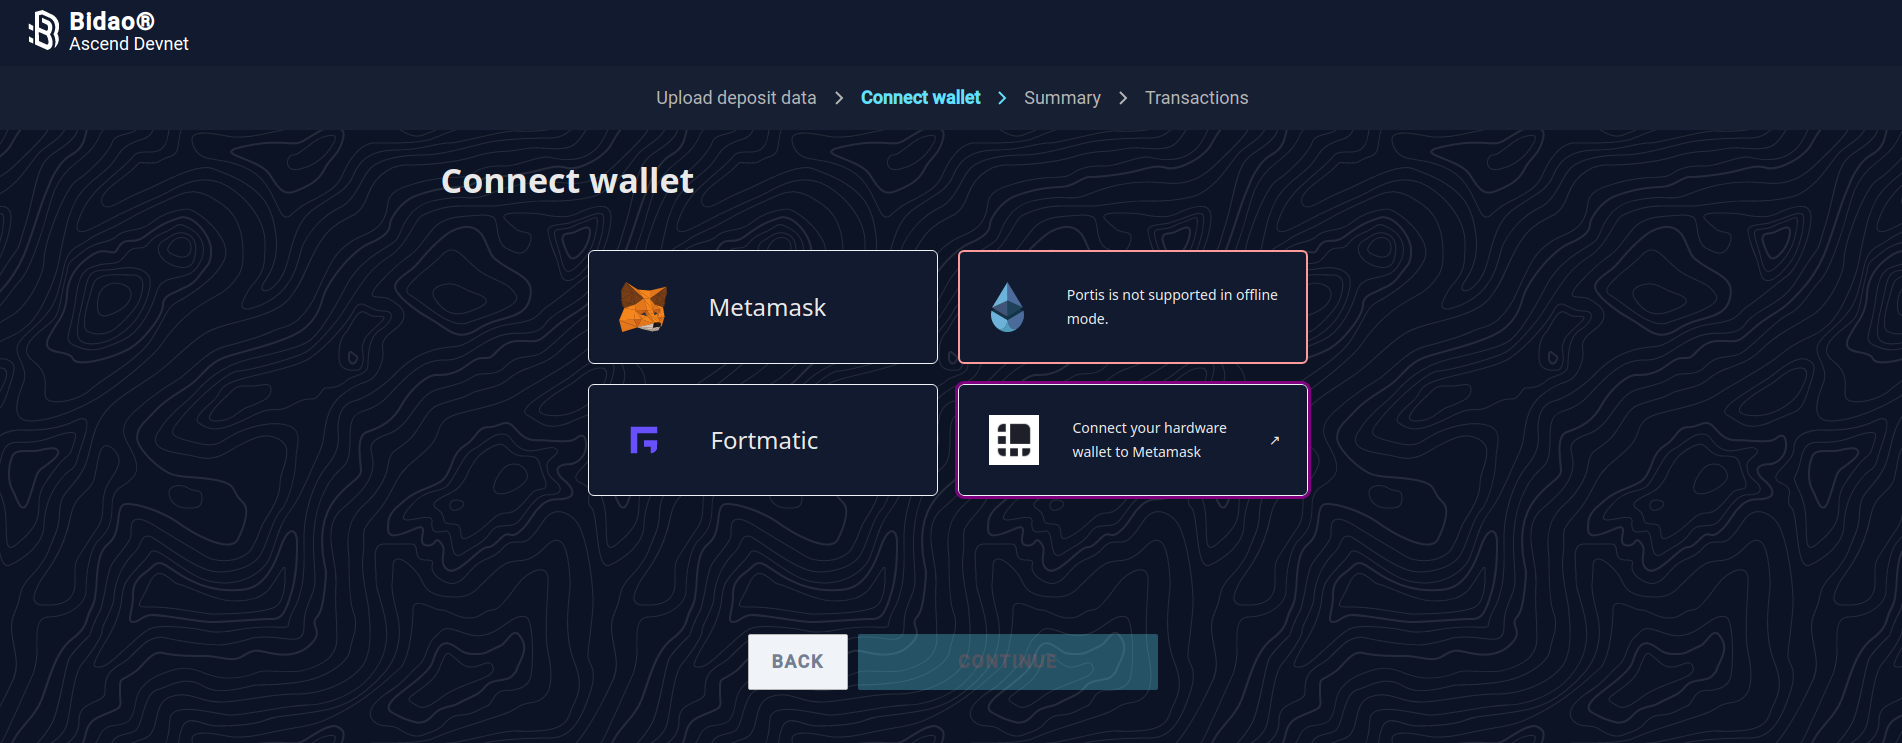 Bidao®
Ascend Devnet
Upload deposit data > Connect wallet > Summary > Transactions
Connect wallet
Metamask
Portis is not supported in offline
mode.
Fortmatic
Connect your hardware
wallet to Metamask ↗
BACK
CONTINUE